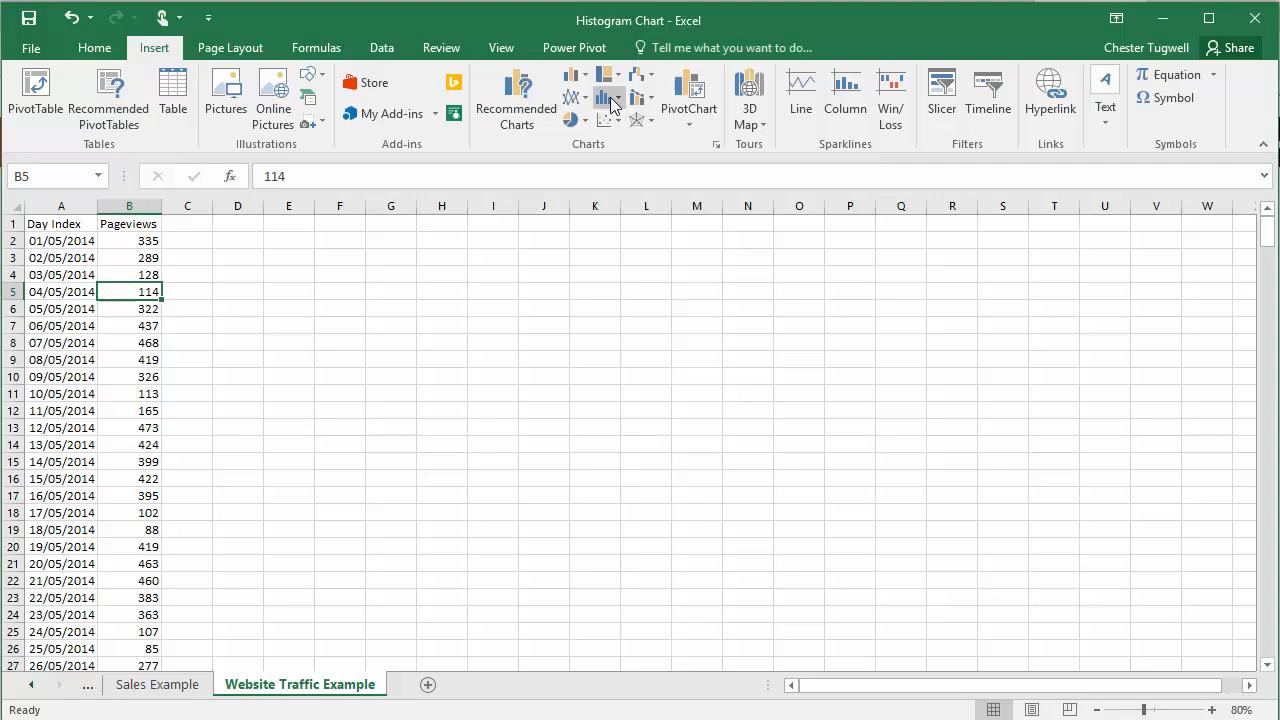 Histogram Chart - Excel
File Home Insert Page Layout Formulas Data Review View Power Pivot Tell me what you want to do... Chester Tugwell Share
PivotTable Recommended PivotTables Table Pictures Online Pictures Store My Add-ins Recommended Charts PivotChart 3D Map Line Column Win/Loss Slicer Timeline Hyperlink Text Equation Symbol
Tables Illustrations Add-ins Charts Tours Sparklines Filters Links Symbols
B5 fx 114
A B C D E F G H I J K L M N O P Q R S T U V W
1 Day Index Pageviews
2 01/05/2014 335
3 02/05/2014 289
4 03/05/2014 128
5 04/05/2014 114
6 05/05/2014 322
7 06/05/2014 437
8 07/05/2014 468
9 08/05/2014 419
10 09/05/2014 326
11 10/05/2014 113
12 11/05/2014 165
13 12/05/2014 473
14 13/05/2014 424
15 14/05/2014 399
16 15/05/2014 422
17 16/05/2014 395
18 17/05/2014 102
19 18/05/2014 88
20 19/05/2014 419
21 20/05/2014 463
22 21/05/2014 460
23 22/05/2014 383
24 23/05/2014 363
25 24/05/2014 107
26 25/05/2014 85
27 26/05/2014 277
... Sales Example Website Traffic Example
Ready 80%